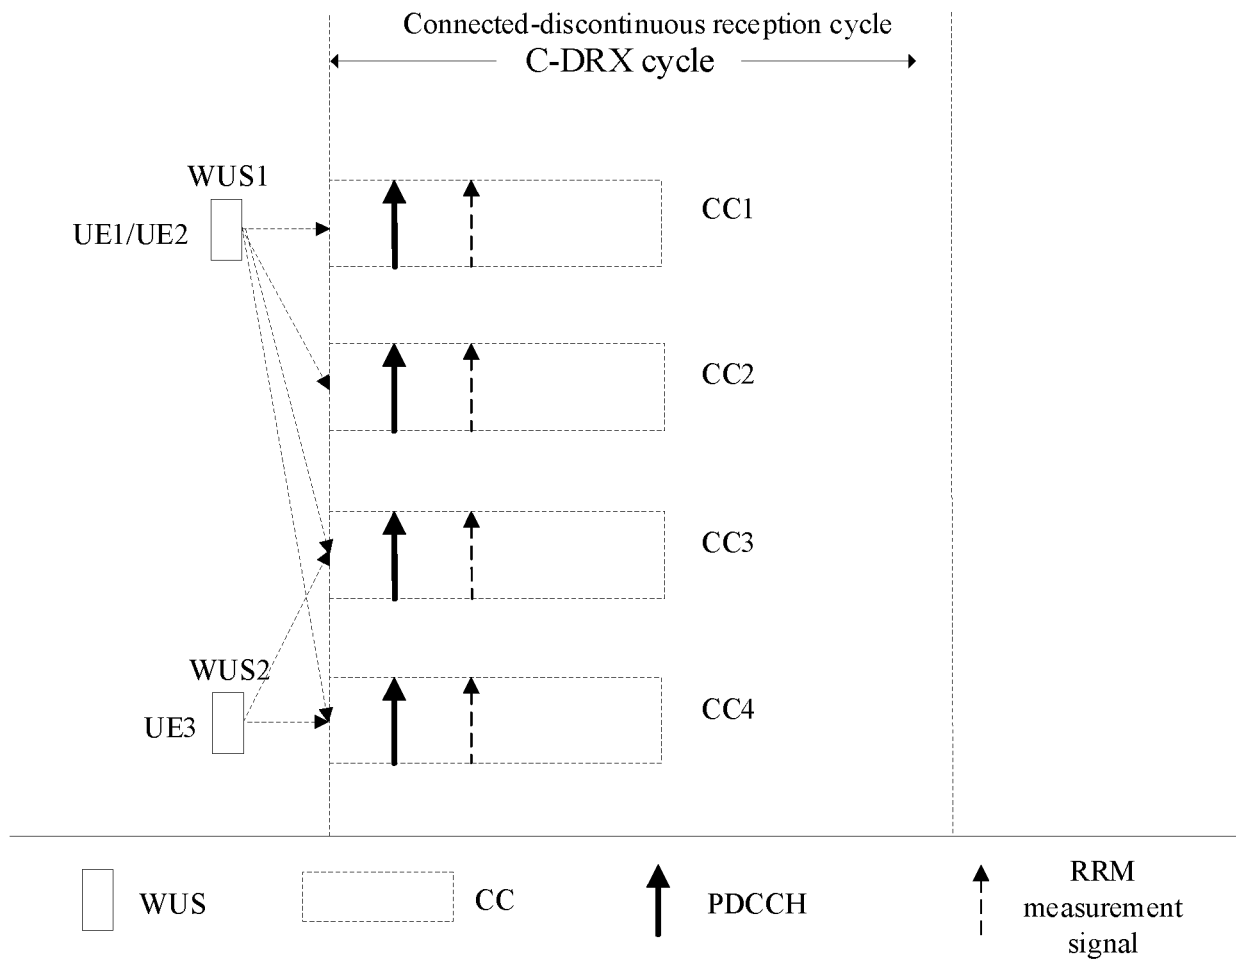 Connected-discontinuous reception cycle
C-DRX cycle
WUS1
UE1/UE2
CC1
CC2
CC3
WUS2
UE3
CC4
WUS
CC
PDCCH
RRM
measurement
signal